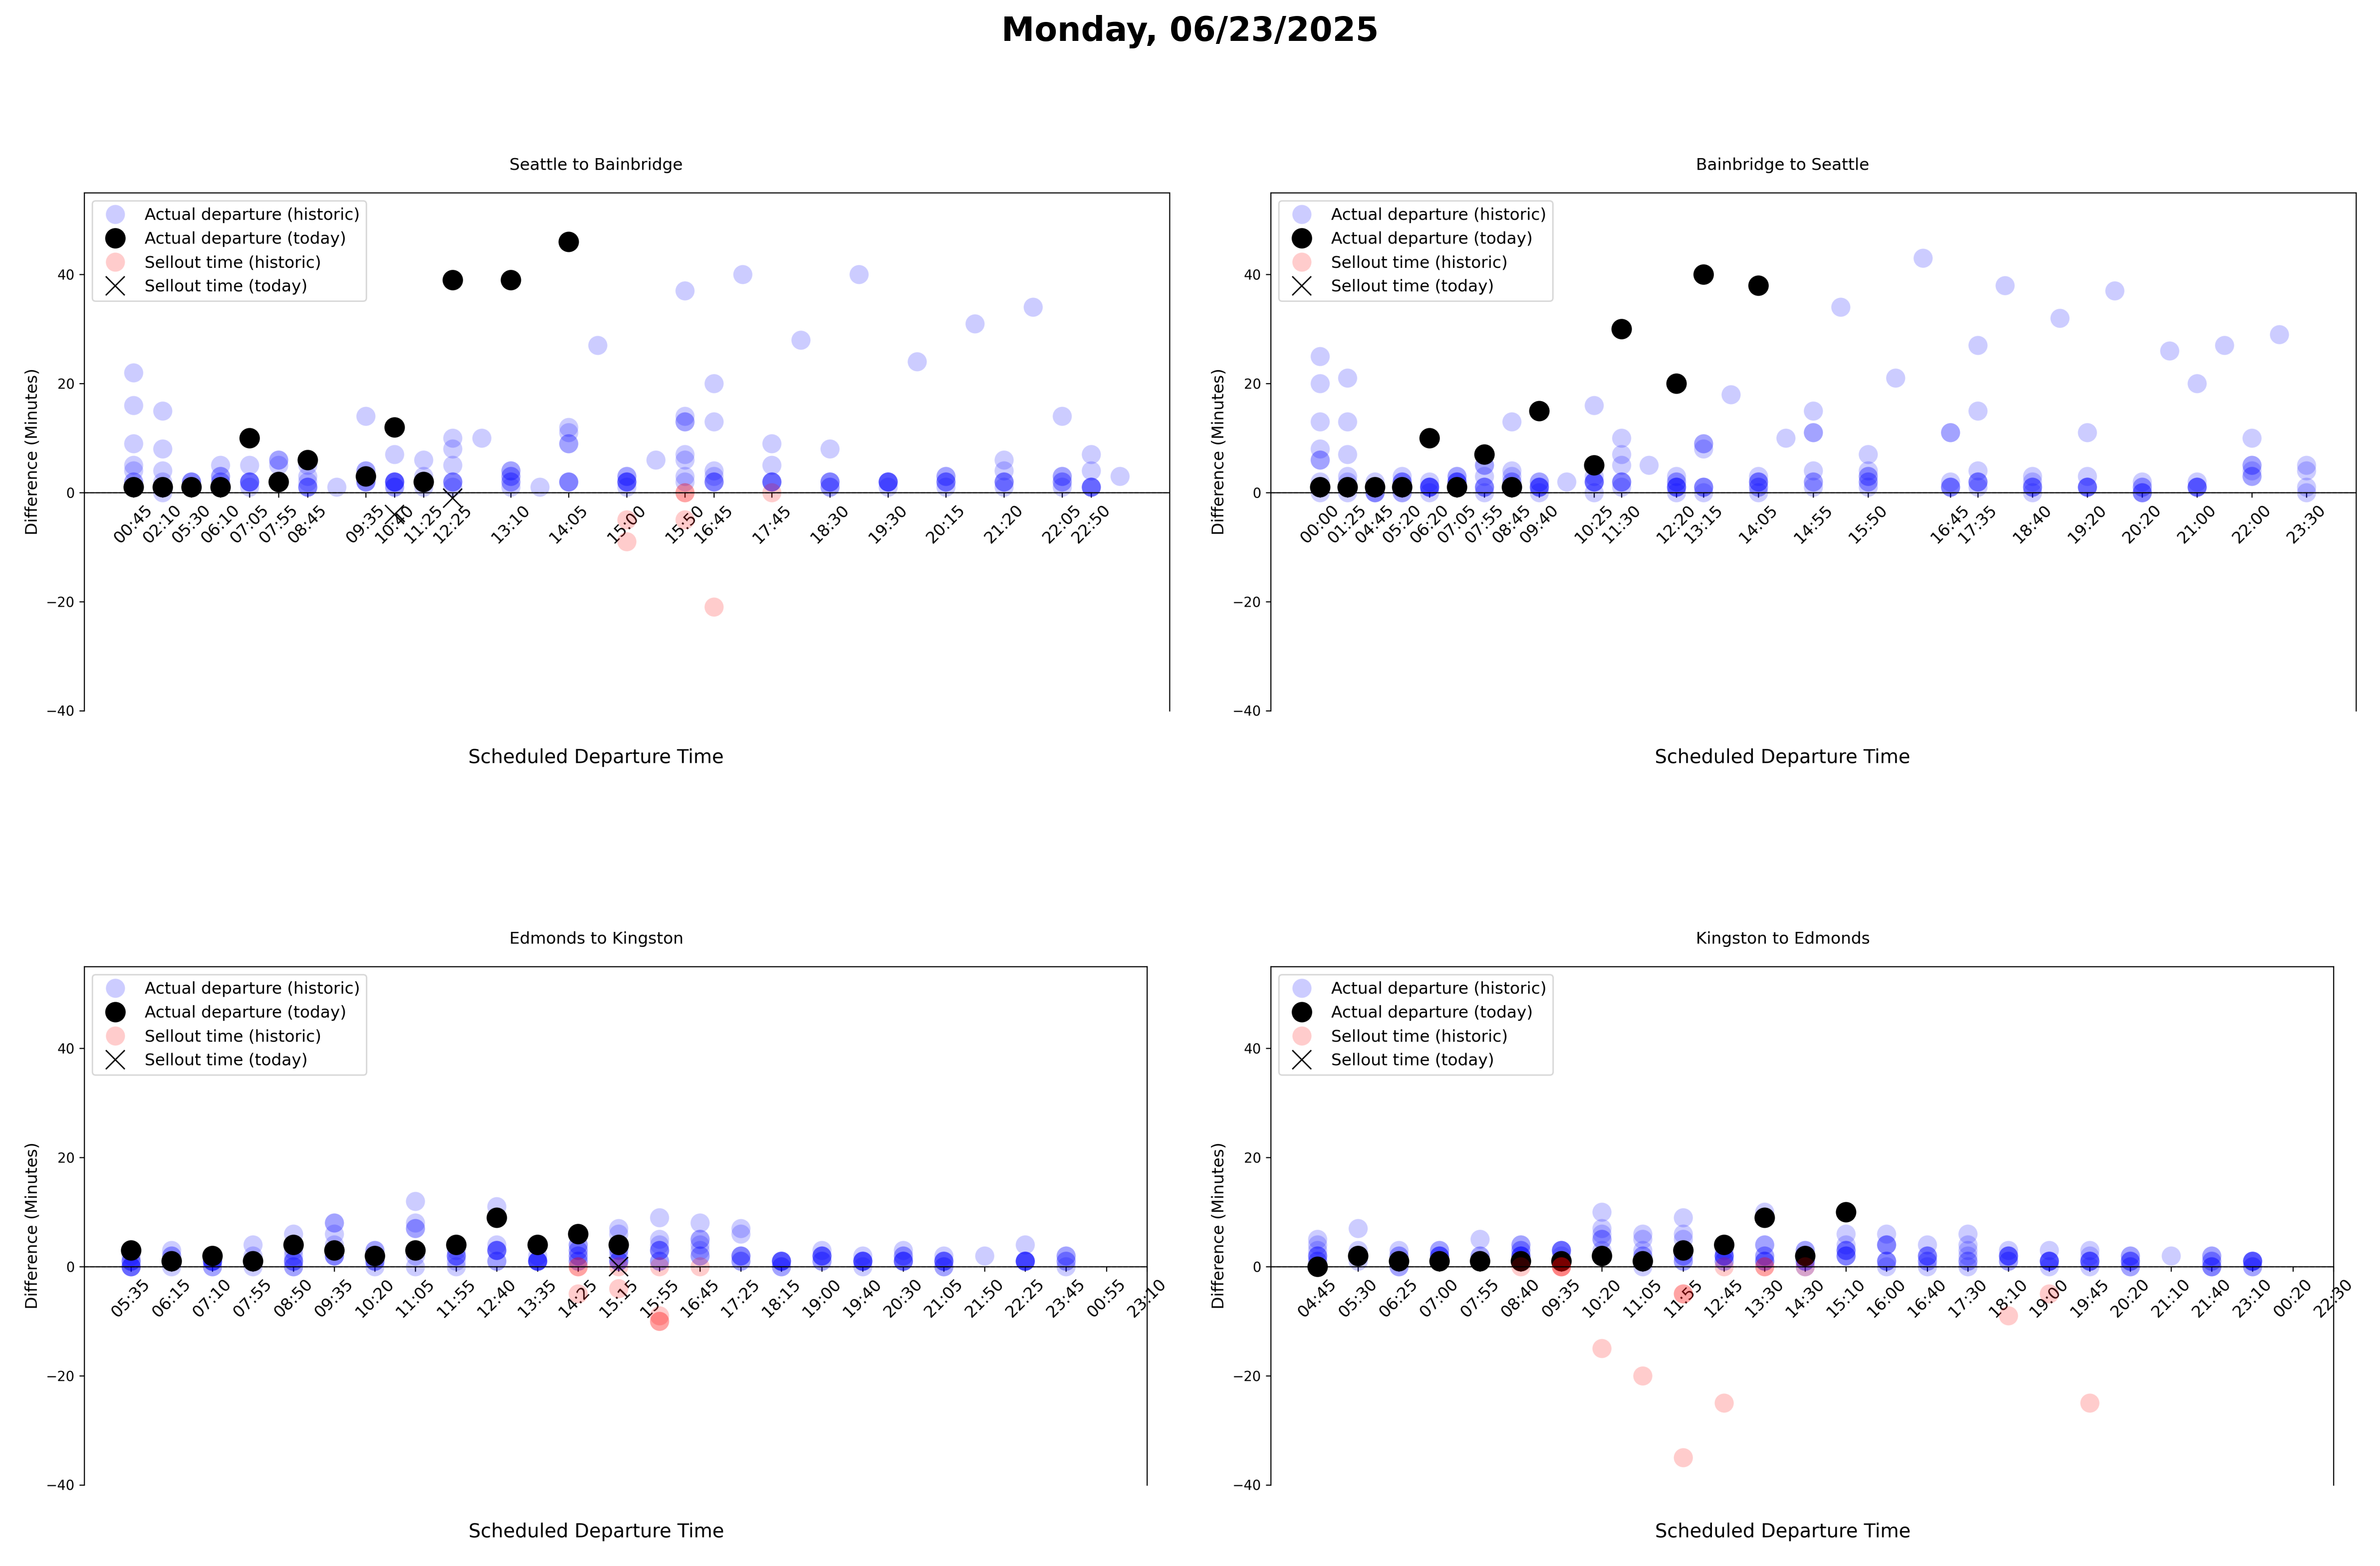 Monday, 06/23/2025
Seattle to Bainbridge
Actual departure (historic)
Actual departure (today)
Sellout time (historic)
Sellout time (today)
Difference (Minutes)
40
20
0
−20
−40
00:45 02:10 05:30 06:10 07:05 07:55 08:45 09:35 10:40 11:25 12:25 13:10 14:05 15:00 15:50 16:45 17:45 18:30 19:30 20:15 21:20 22:05 22:50
Scheduled Departure Time
Bainbridge to Seattle
Actual departure (historic)
Actual departure (today)
Sellout time (historic)
Sellout time (today)
Difference (Minutes)
40
20
0
−20
−40
00:00 01:25 04:45 05:20 06:20 07:05 07:55 08:45 09:40 10:25 11:30 12:20 13:15 14:05 14:55 15:50 16:45 17:35 18:40 19:20 20:20 21:00 22:00 23:30
Scheduled Departure Time
Edmonds to Kingston
Actual departure (historic)
Actual departure (today)
Sellout time (historic)
Sellout time (today)
Difference (Minutes)
40
20
0
−20
−40
05:35 06:15 07:10 07:55 08:50 09:35 10:20 11:05 11:55 12:40 13:35 14:25 15:15 15:55 16:45 17:25 18:15 19:00 19:40 20:30 21:05 21:50 22:25 23:45 00:55 23:10
Scheduled Departure Time
Kingston to Edmonds
Actual departure (historic)
Actual departure (today)
Sellout time (historic)
Sellout time (today)
Difference (Minutes)
40
20
0
−20
−40
04:45 05:30 06:25 07:00 07:55 08:40 09:35 10:20 11:05 11:55 12:45 13:30 14:30 15:10 16:00 16:40 17:30 18:10 19:00 19:45 20:20 21:10 21:40 23:10 00:20 22:30
Scheduled Departure Time